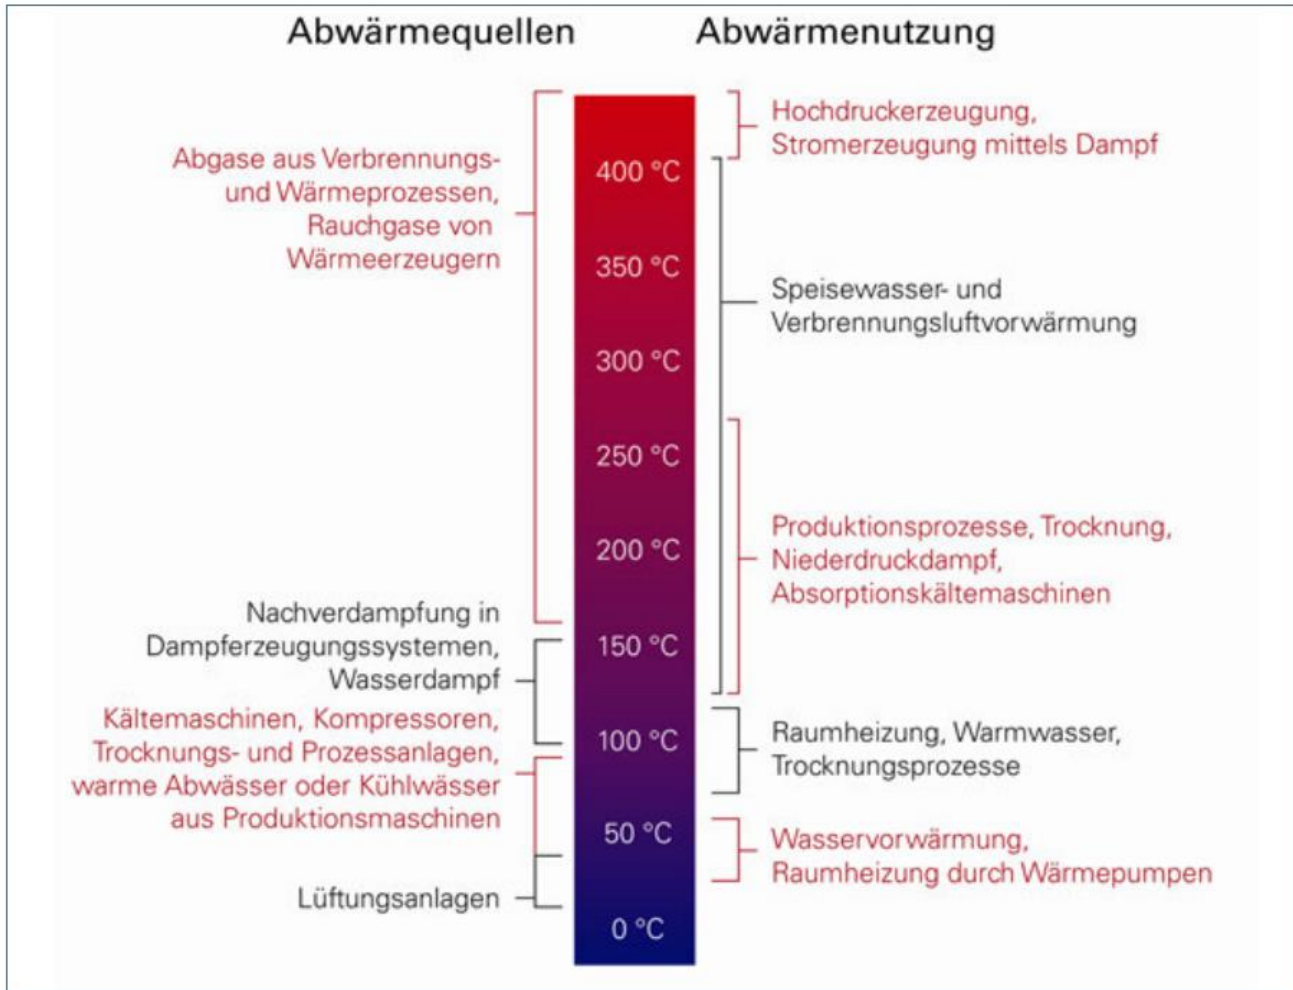 Abwärmequellen
Abwärmenutzung
Abgase aus Verbrennungs-
und Wärmeprozessen,
Rauchgase von
Wärmeerzeugern
Nachverdampfung in
Dampferzeugungssystemen,
Wasserdampf
Kältemaschinen, Kompressoren,
Trocknungs- und Prozessanlagen,
warme Abwässer oder Kühlwässer
aus Produktionsmaschinen
Lüftungsanlagen
400 °C
350 °C
300 °C
250 °C
200 °C
150 °C
100 °C
50 °C
0 °C
Hochdruckerzeugung,
Stromerzeugung mittels Dampf
Speisewasser- und
Verbrennungsluftvorwärmung
Produktionsprozesse, Trocknung,
Niederdruckdampf,
Absorptionskältemaschinen
Raumheizung, Warmwasser,
Trocknungsprozesse
Wasservorwärmung,
Raumheizung durch Wärmepumpen